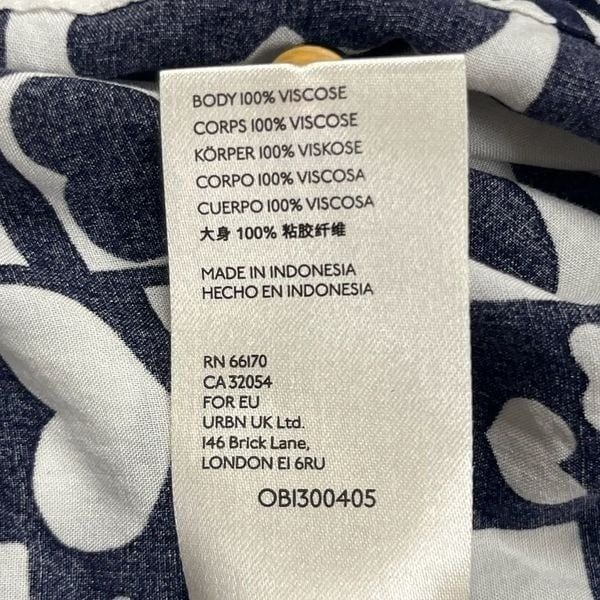 BODY 100% VISCOSE
CORPS 100% VISCOSE
KÖRPER 100% VISKOSE
CORPO 100% VISCOSA
CUERPO 100% VISCOSA
大身 100% 粘胶纤维
MADE IN INDONESIA
HECHO EN INDONESIA
RN 66170
CA 32054
FOR EU
URBN UK Ltd.
146 Brick Lane,
LONDON E1 6RU
OB1300405